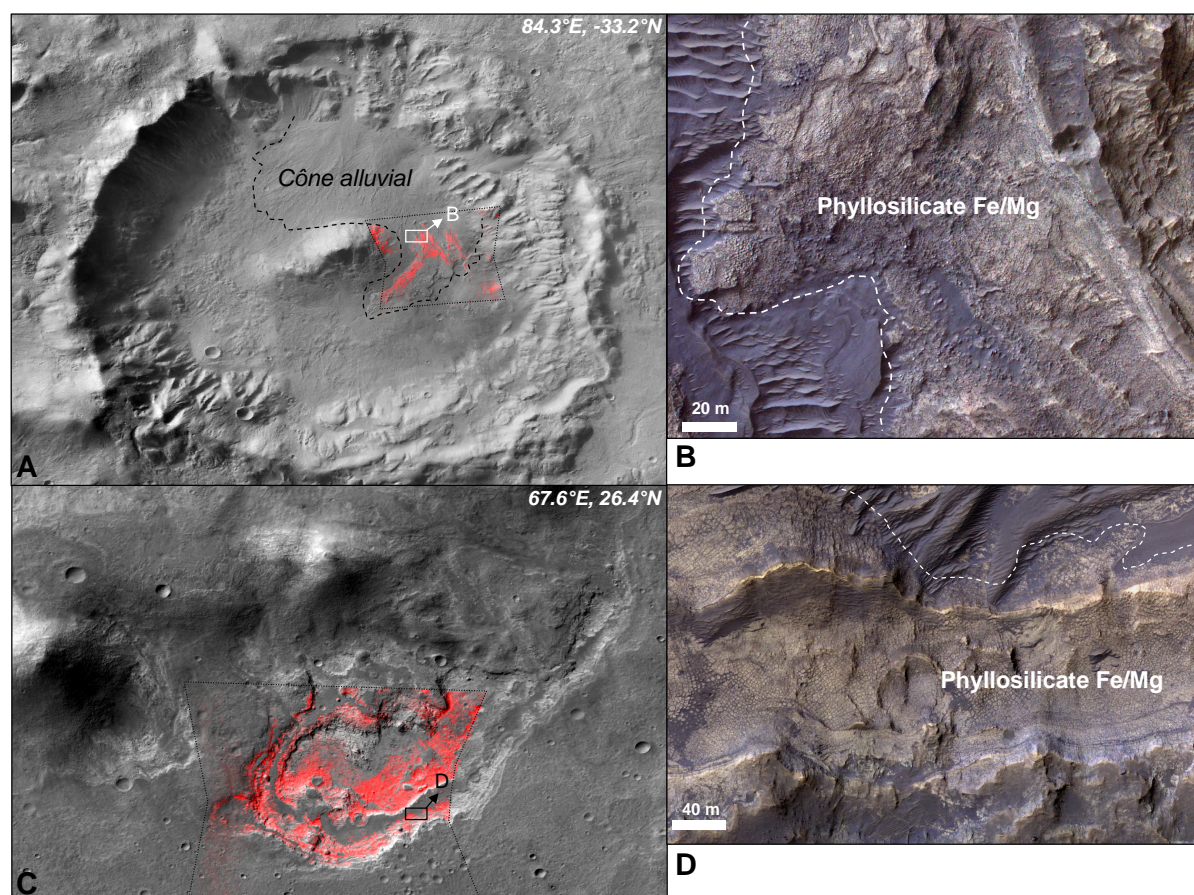 84.3°E, -33.2°N
Cône alluvial
B
A
Phyllosilicate Fe/Mg
20 m
B
67.6°E, 26.4°N
D
C
Phyllosilicate Fe/Mg
40 m
D